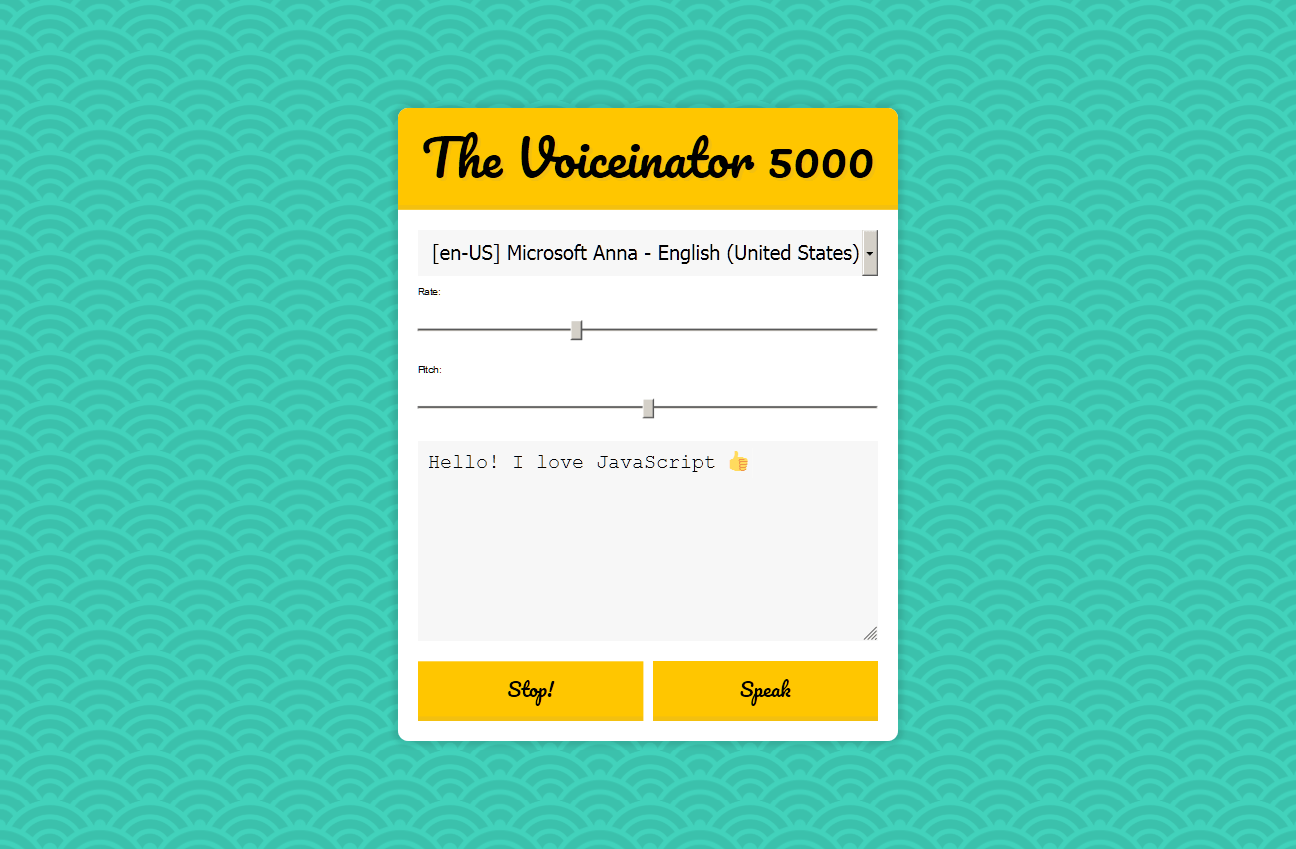 The Voiceinator 5000
[en-US] Microsoft Anna - English (United States)
Rate:
Pitch:
Hello! I love JavaScript 👍
Stop!
Speak